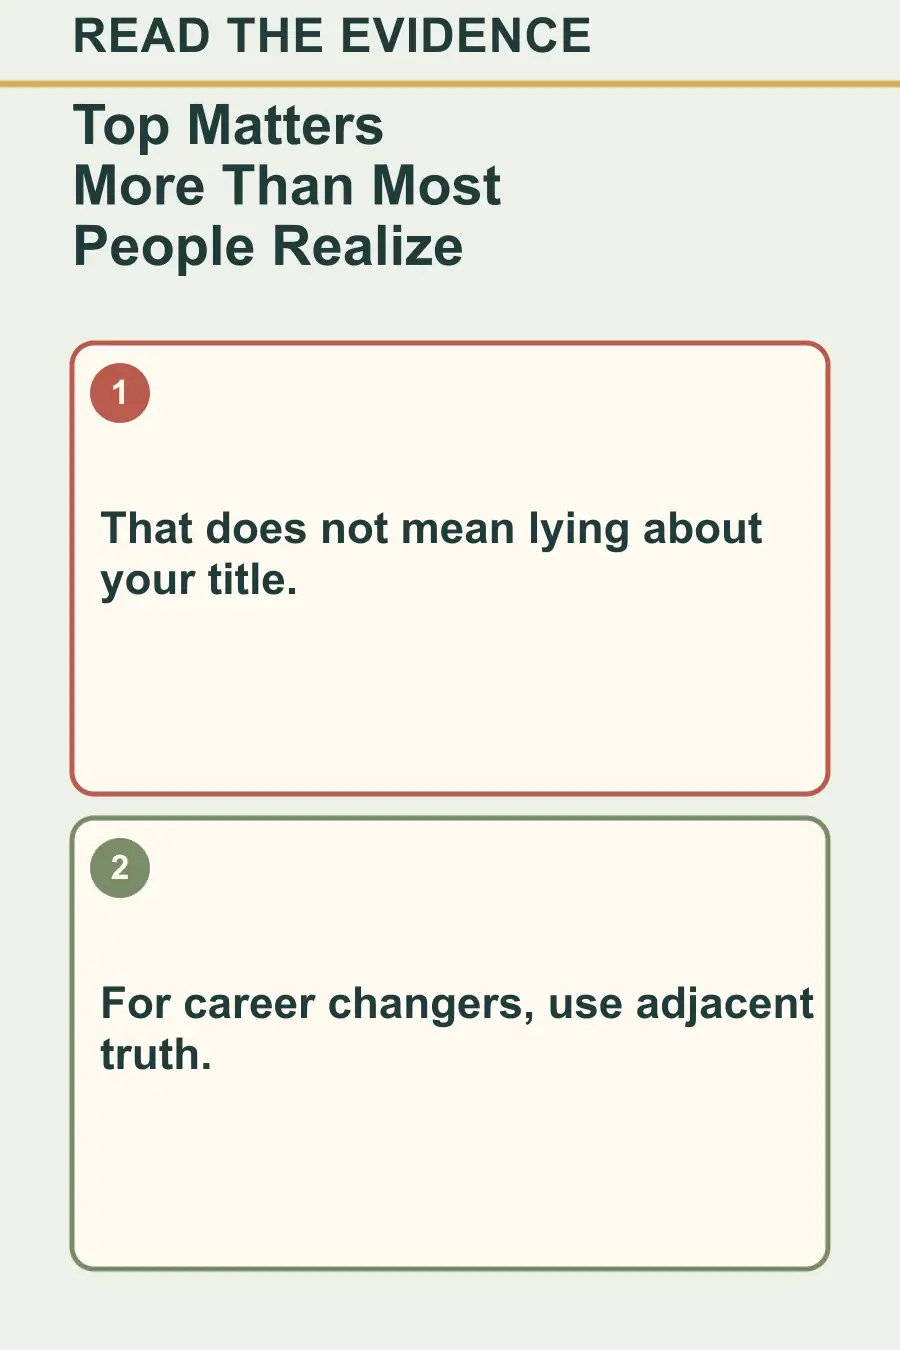 READ THE EVIDENCE
Top Matters
More Than Most
People Realize
1
That does not mean lying about
your title.
2
For career changers, use adjacent
truth.